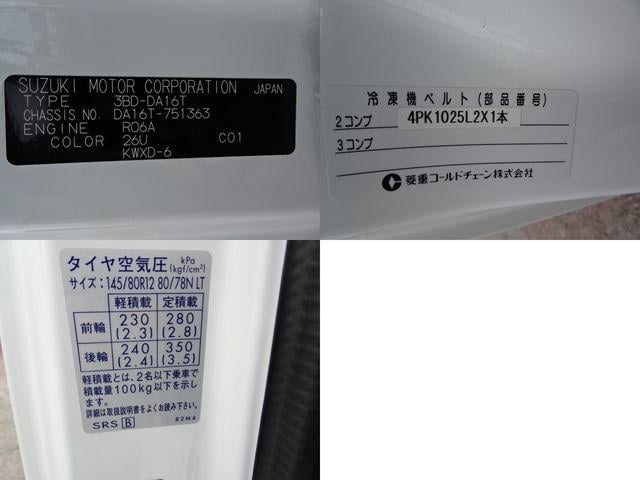 SUZUKI MOTOR CORPORATION JAPAN
TYPE 3BD-DA16T
CHASSIS NO. DA16T-751363
ENGINE R06A
COLOR 26U C01
KWXD-6
冷凍機ベルト(部品番号)
2コンプ 4PK1025L2X1本
3コンプ
菱重コールドチェーン株式会社
タイヤ空気圧 kPa (kgf/cm²)
サイズ:145/80R12 80/78N LT
軽積載 定積載
前輪 230 (2.3) 280 (2.8)
後輪 240 (2.4) 350 (3.5)
軽積載とは、2名以下乗車で
積載量100kg以下を示し
ます。
詳細は取扱説明書をよくお読み下さい。
SRS B 82M4